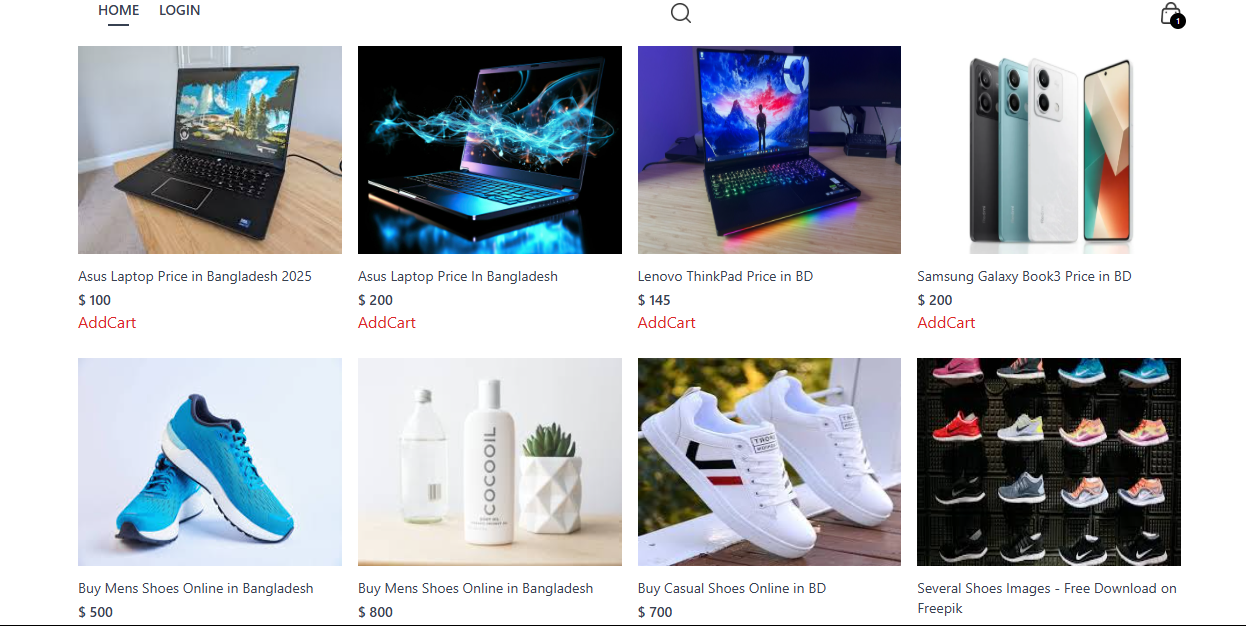 HOME LOGIN
1
Asus Laptop Price in Bangladesh 2025
$ 100
AddCart
Asus Laptop Price In Bangladesh
$ 200
AddCart
Lenovo ThinkPad Price in BD
$ 145
AddCart
Samsung Galaxy Book3 Price in BD
$ 200
AddCart
COCOOIL
Buy Mens Shoes Online in Bangladesh
$ 500
Buy Mens Shoes Online in Bangladesh
$ 800
Buy Casual Shoes Online in BD
$ 700
Several Shoes Images - Free Download on
Freepik